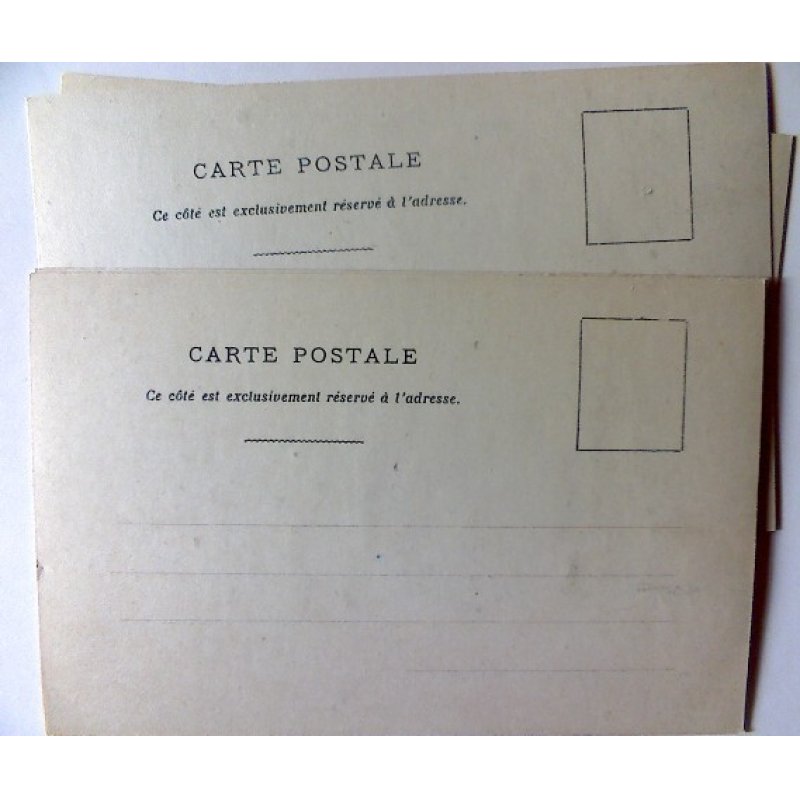 CARTE POSTALE
Ce côté est exclusivement réservé à l'adresse.
CARTE POSTALE
Ce côté est exclusivement réservé à l'adresse.